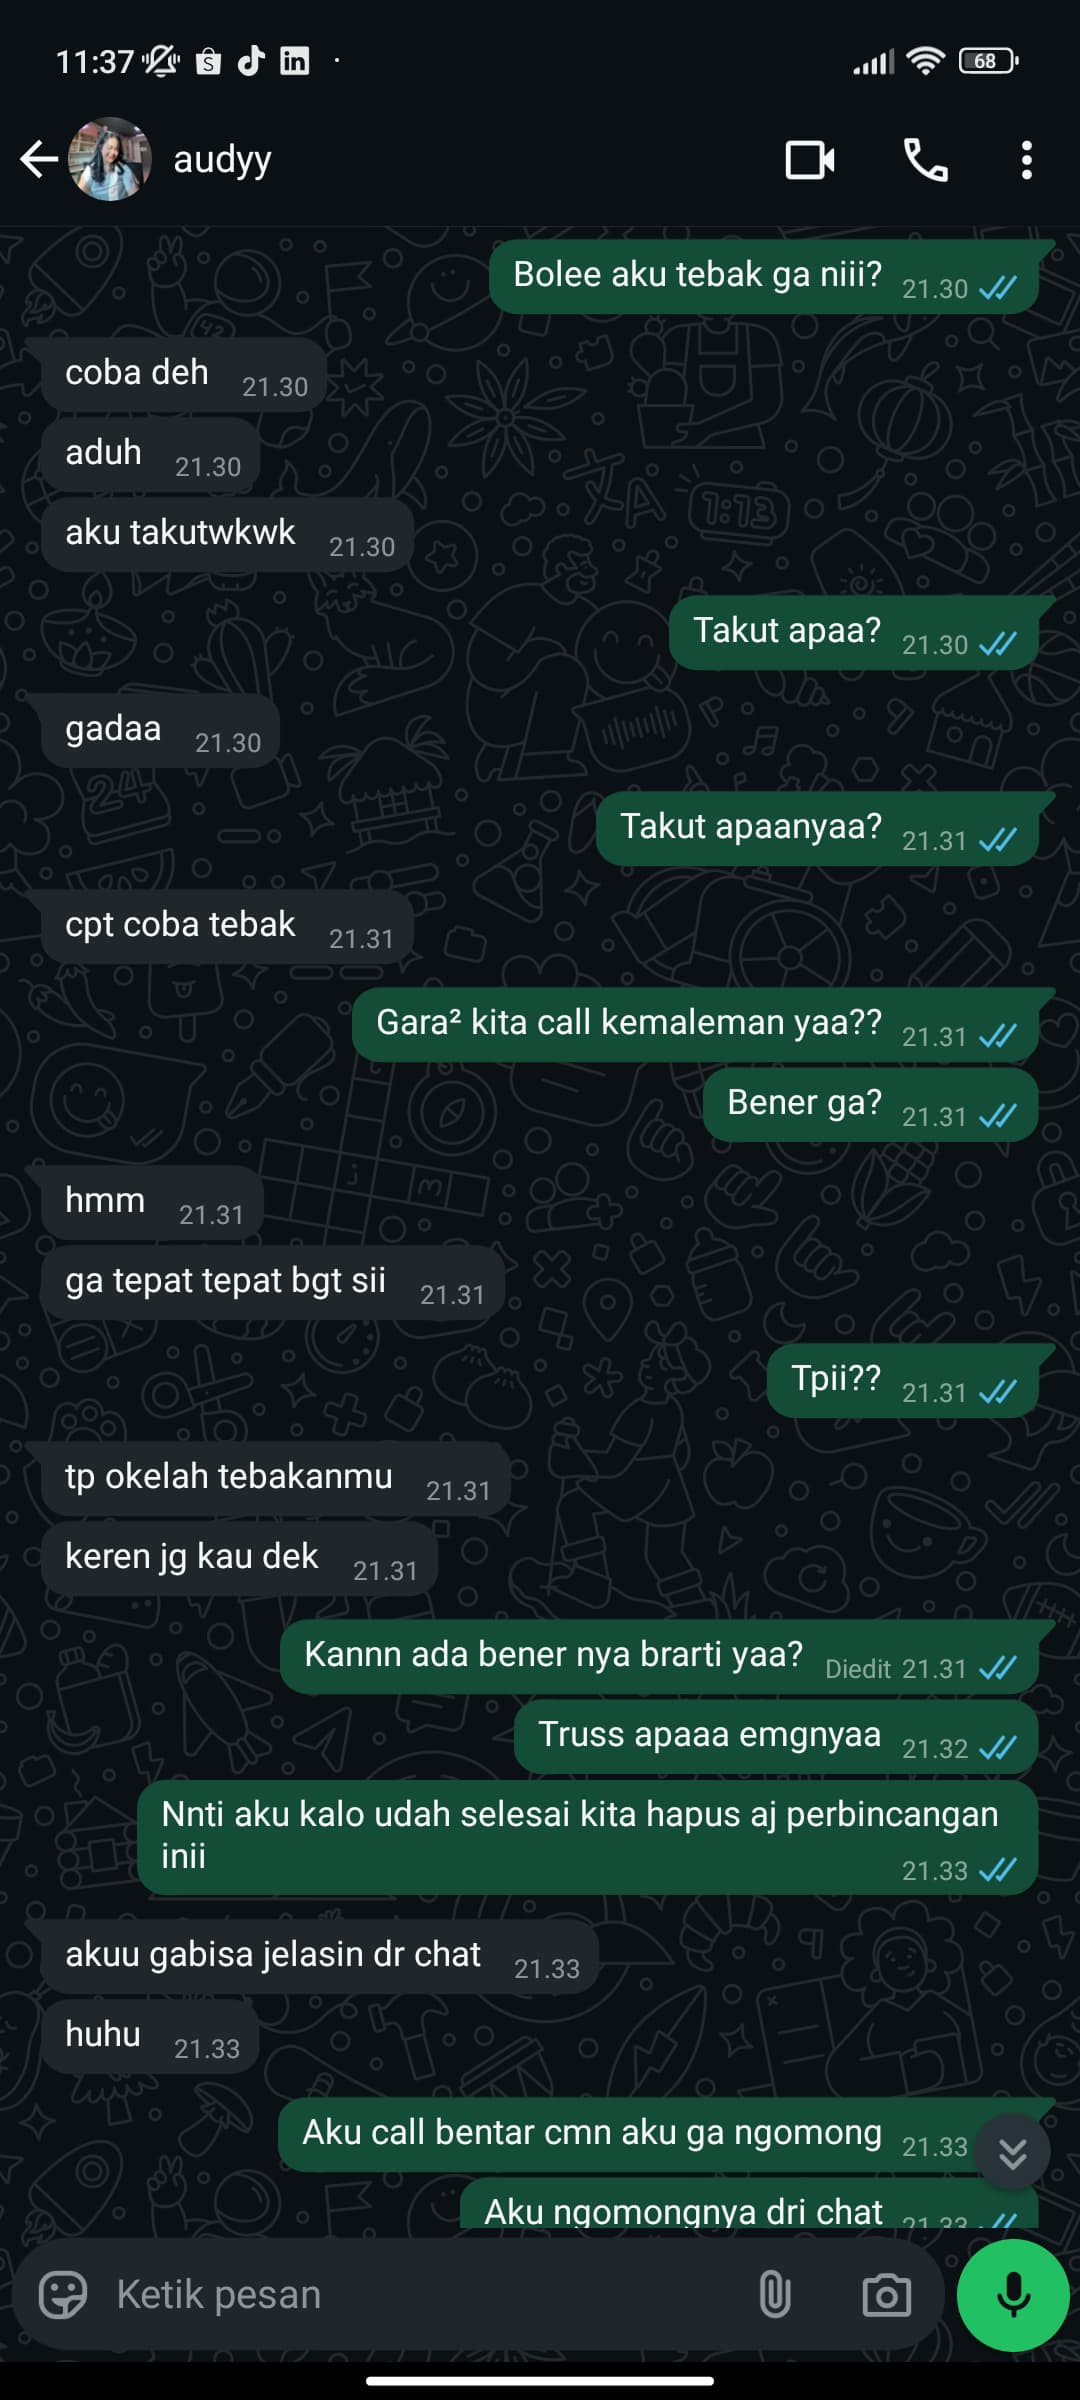 11:37
68
audyy
Bolee aku tebak ga niii? 21.30
coba deh 21.30
aduh 21.30
aku takutwkwk 21.30
Takut apaa? 21.30
gadaa 21.30
Takut apaanyaa? 21.31
cpt coba tebak 21.31
Gara² kita call kemaleman yaa?? 21.31
Bener ga? 21.31
hmm 21.31
ga tepat tepat bgt sii 21.31
Tpii?? 21.31
tp okelah tebakanmu 21.31
keren jg kau dek 21.31
Kannn ada bener nya brarti yaa? Diedit 21.31
Truss apaaa emgnyaa 21.32
Nnti aku kalo udah selesai kita hapus aj perbincangan
inii 21.33
akuu gabisa jelasin dr chat 21.33
huhu 21.33
Aku call bentar cmn aku ga ngomong 21.33
Aku ngomongnya dri chat 21.33
Ketik pesan